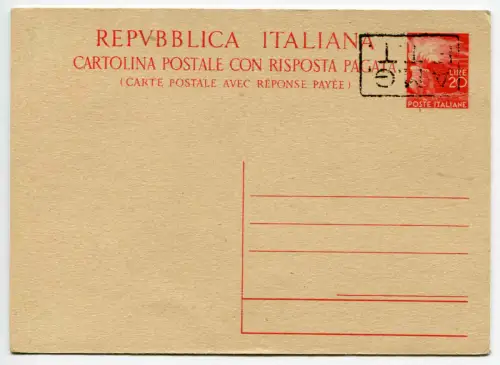 REPVBBLICA ITALIANA
CARTOLINA POSTALE CON RISPOSTA PAGATA
(CARTE POSTALE AVEC RÉPONSE PAYÉE)
LIRE
20
POSTE ITALIANE